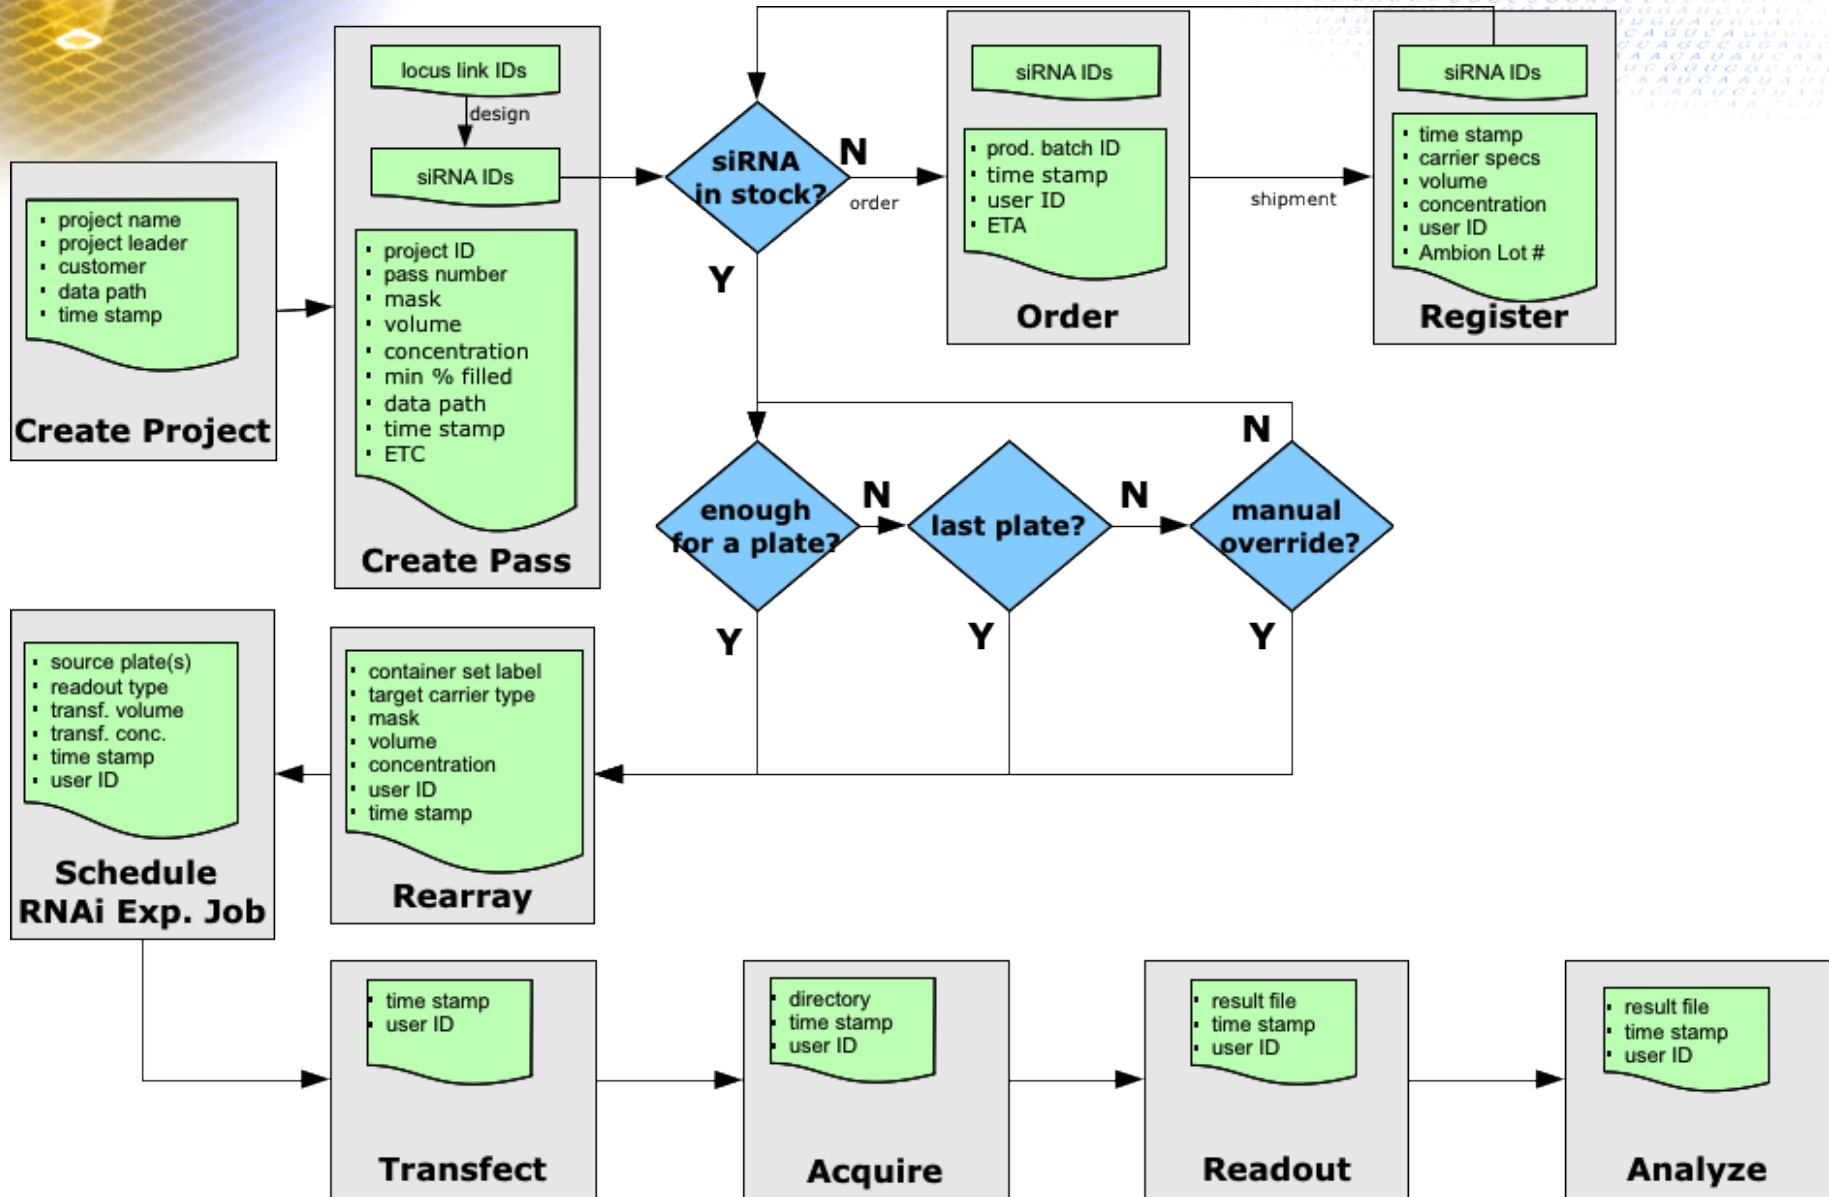 project name
project leader
customer
data path
time stamp
Create Project
locus link IDs
design
siRNA IDs
project ID
pass number
mask
volume
concentration
min % filled
data path
time stamp
ETC
Create Pass
siRNA
in stock?
N
order
Y
siRNA IDs
prod. batch ID
time stamp
user ID
ETA
Order
shipment
siRNA IDs
time stamp
carrier specs
volume
concentration
user ID
Ambion Lot #
Register
enough
for a plate?
N
Y
last plate?
N
Y
manual
override?
N
Y
container set label
target carrier type
mask
volume
concentration
user ID
time stamp
Rearray
source plate(s)
readout type
transf. volume
transf. conc.
time stamp
user ID
Schedule
RNAi Exp. Job
time stamp
user ID
Transfect
directory
time stamp
user ID
Acquire
result file
time stamp
user ID
Readout
result file
time stamp
user ID
Analyze